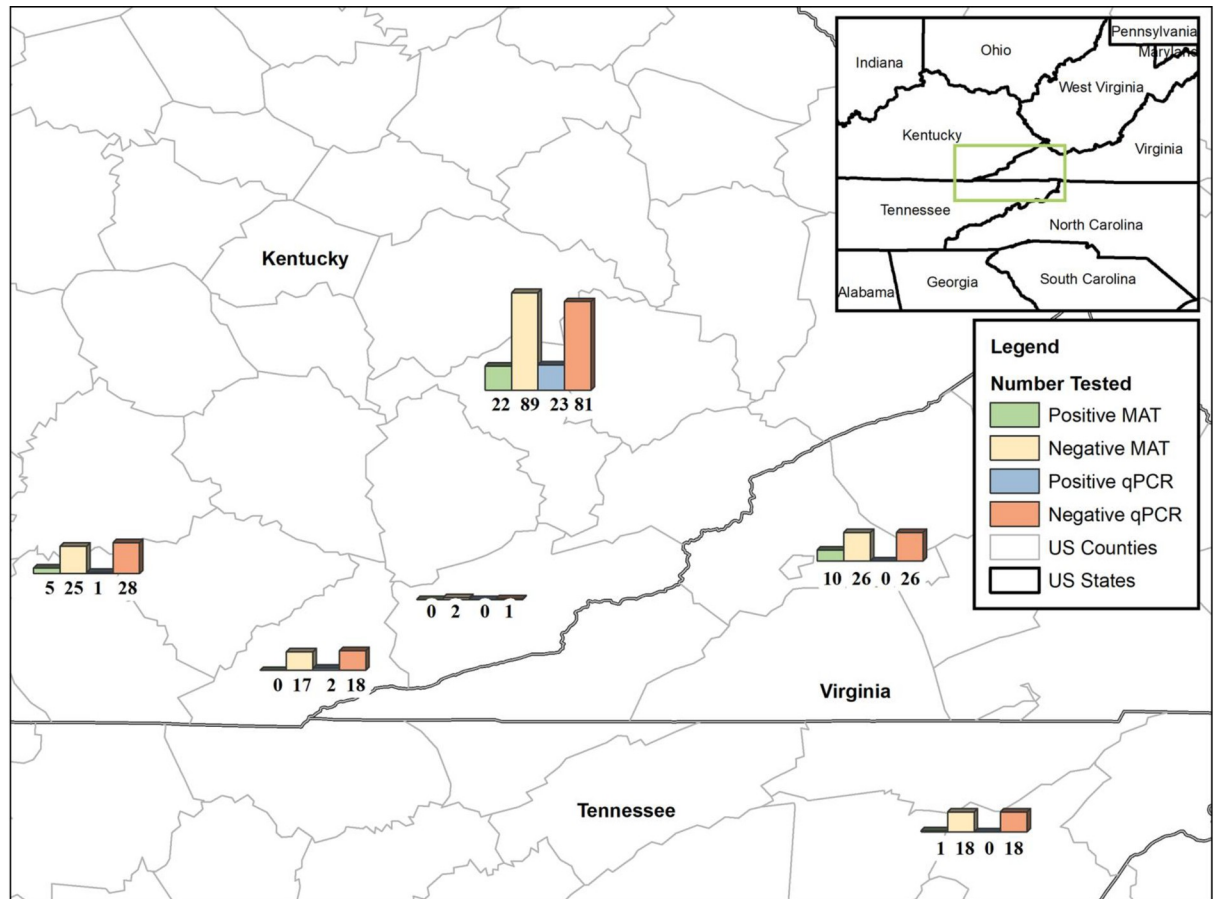 Pennsylvania
Maryland
Ohio
Indiana
West Virginia
Kentucky
Virginia
Tennessee
North Carolina
South Carolina
Georgia
Alabama
Kentucky
22 89 23 81
Legend
Number Tested
Positive MAT
Negative MAT
Positive qPCR
Negative qPCR
US Counties
US States
5 25 1 28
10 26 0 26
0 2 0 1
0 17 2 18
Virginia
Tennessee
1 18 0 18